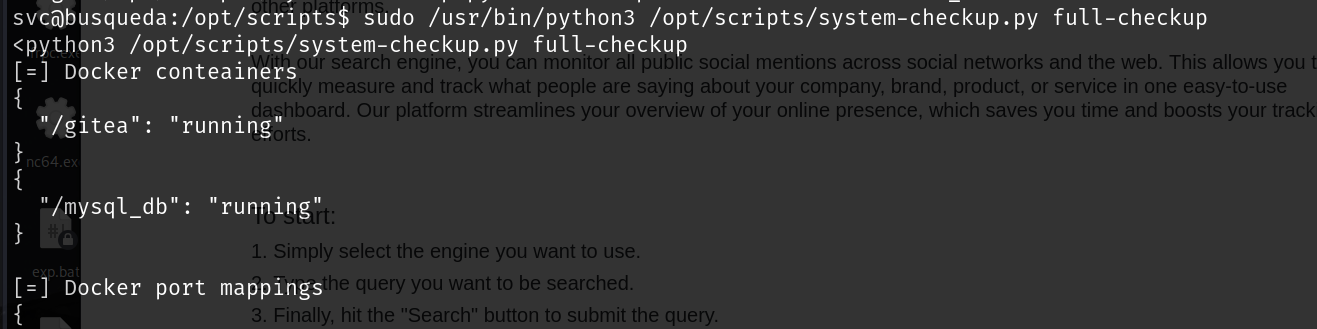 other platforms.
svc@busqueda:/opt/scripts$ sudo /usr/bin/python3 /opt/scripts/system-checkup.py full-checkup
<python3 /opt/scripts/system-checkup.py full-checkup
[=] Docker conteainers
{
  "/gitea": "running"
}
{
  "/mysql_db": "running"
}
[=] Docker port mappings
{
With our search engine, you can monitor all public social mentions across social networks and the web. This allows you t
quickly measure and track what people are saying about your company, brand, product, or service in one easy-to-use
dashboard. Our platform streamlines your overview of your online presence, which saves you time and boosts your track
efforts.
To start:
1. Simply select the engine you want to use.
2. Type the query you want to be searched.
3. Finally, hit the "Search" button to submit the query.
nc64.ex
exp.bat